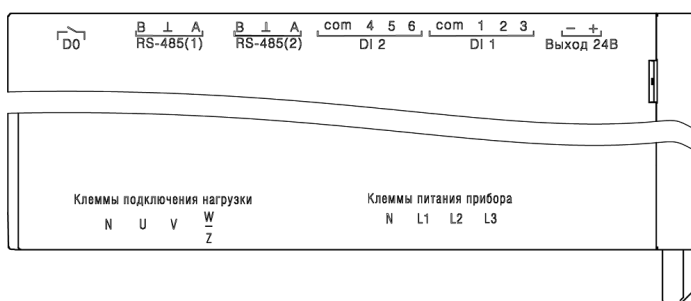 B ⊥ A B ⊥ A com 4 5 6 com 1 2 3 − +
DO RS-485(1) RS-485(2) DI 2 DI 1 Выход 24В
Клеммы подключения нагрузки
N U V W
Z
Клеммы питания прибора
N L1 L2 L3